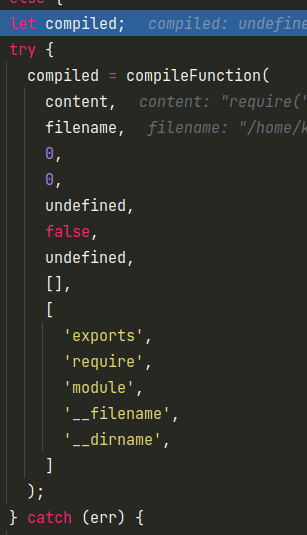 else {
let compiled; compiled: undefine
try {
compiled = compileFunction(
content, content: "require("
filename, filename: "/home/k
0,
0,
undefined,
false,
undefined,
[],
[
'exports',
'require',
'module',
'__filename',
'__dirname',
]
);
} catch (err) {